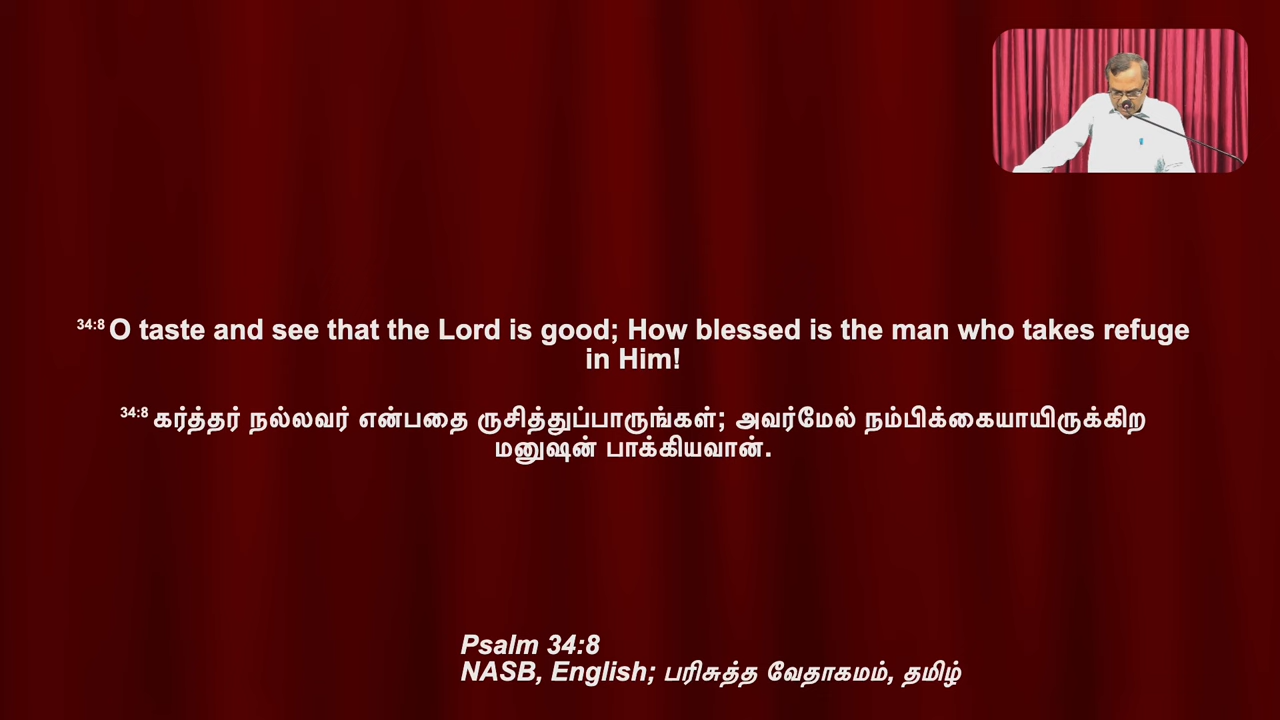 34:8 O taste and see that the Lord is good; How blessed is the man who takes refuge
in Him!
34:8 கர்த்தர் நல்லவர் என்பதை ருசித்துப்பாருங்கள்; அவர்மேல் நம்பிக்கையாயிருக்கிற
மனுஷன் பாக்கியவான்.
Psalm 34:8
NASB, English; பரிசுத்த வேதாகமம், தமிழ்